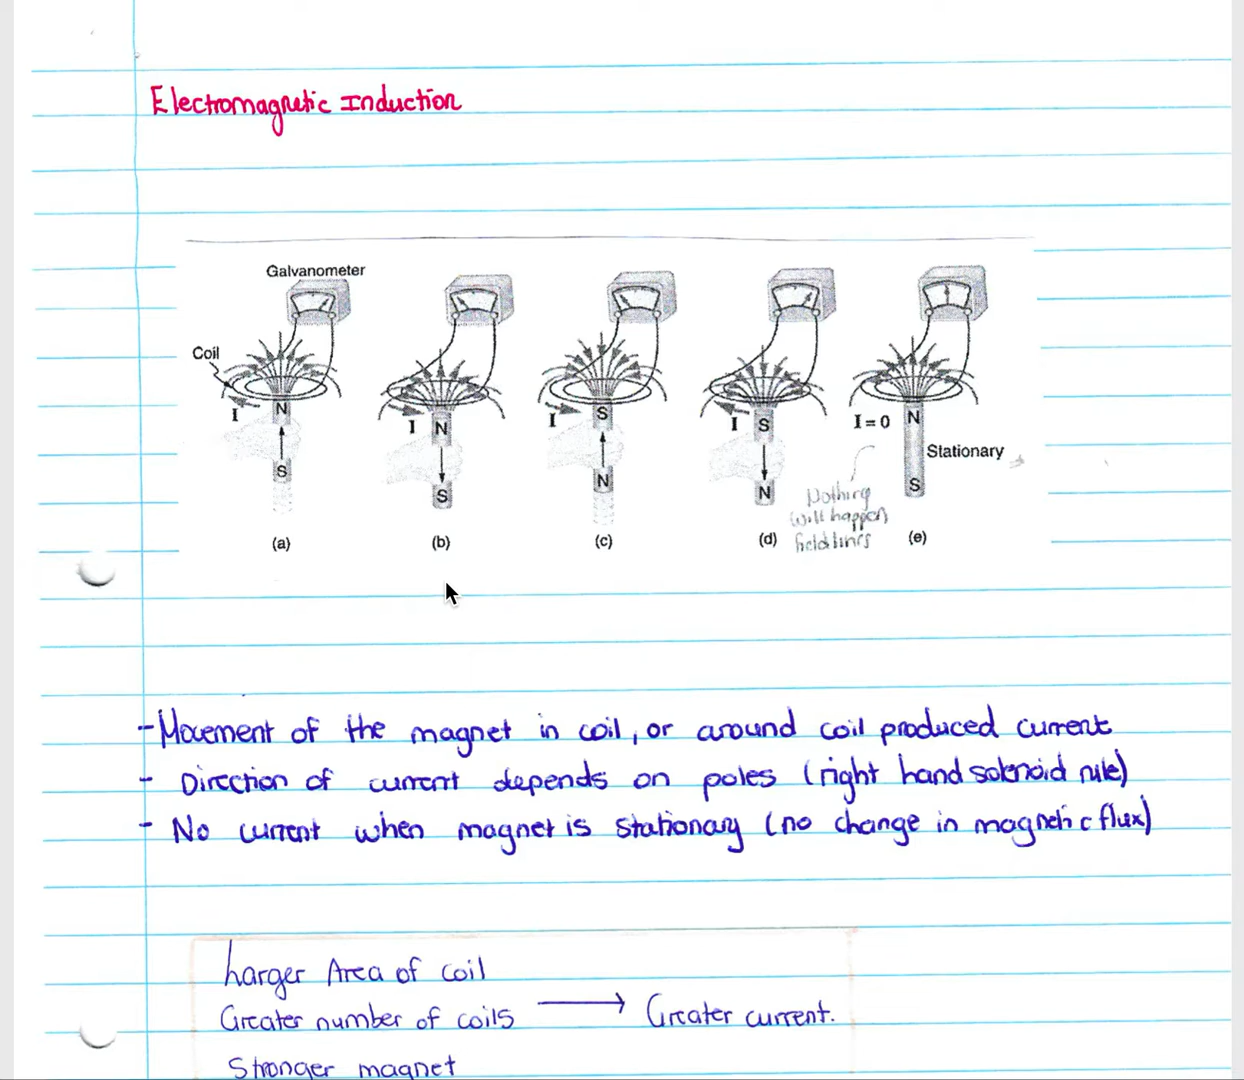 Electromagnetic Induction
Galvanometer
Coil
I N S
I N S
I S N
I S N
I = 0 N
Stationary
S
Nothing
will happen
field lines
(a) (b) (c) (d) (e)
- Movement of the magnet in coil, or around coil produced current
- Direction of current depends on poles (right hand solenoid rule)
- No current when magnet is stationary (no change in magnetic flux)
Larger Area of coil
Greater number of coils → Greater current.
Stronger magnet